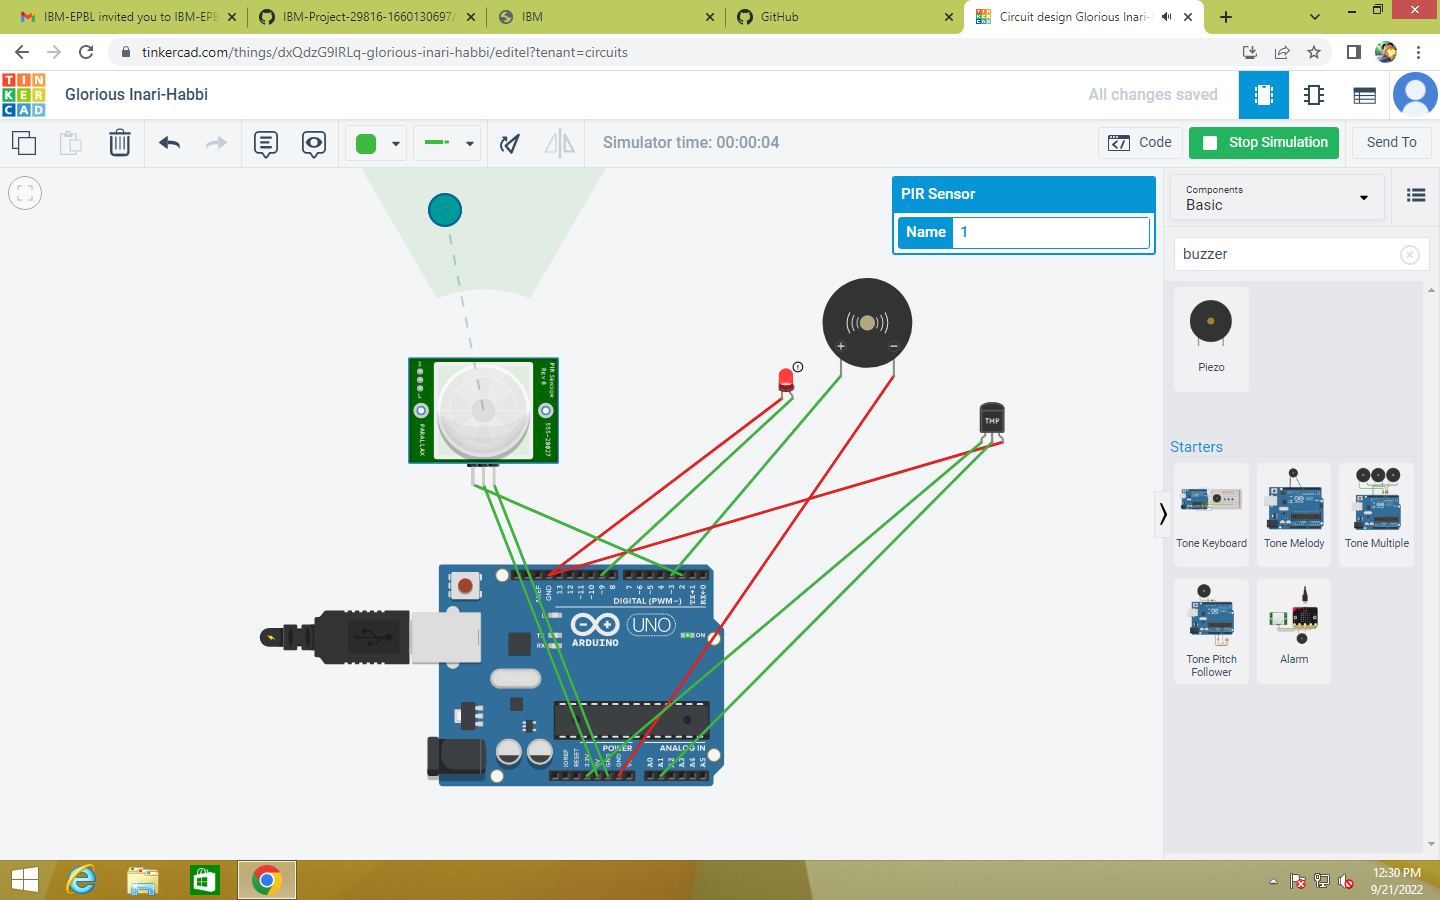 IBM-EPBL invited you to IBM-EPB
IBM-Project-29816-1660130697/
IBM
GitHub
Circuit design Glorious Inari-
tinkercad.com/things/dxQdzG9IRLq-glorious-inari-habbi/editel?tenant=circuits
TIN
KER
CAD
Glorious Inari-Habbi
All changes saved
Simulator time: 00:00:04
Code
Stop Simulation
Send To
PIR Sensor
Name 1
Components
Basic
buzzer
Piezo
Starters
Tone Keyboard
Tone Melody
Tone Multiple
Tone Pitch Follower
Alarm
PIR Sensor
Rev B
555-28027
PARALLAX
TMP
AREF
GND
13
12
~11
~10
~9
8
7
~6
~5
4
~3
2
TX→1
RX←0
DIGITAL (PWM~)
L
TX
RX
UNO
ARDUINO
ON
POWER
ANALOG IN
IOREF
RESET
3.3V
5V
GND
GND
A0
A1
A2
A3
A4
A5
12:30 PM
9/21/2022